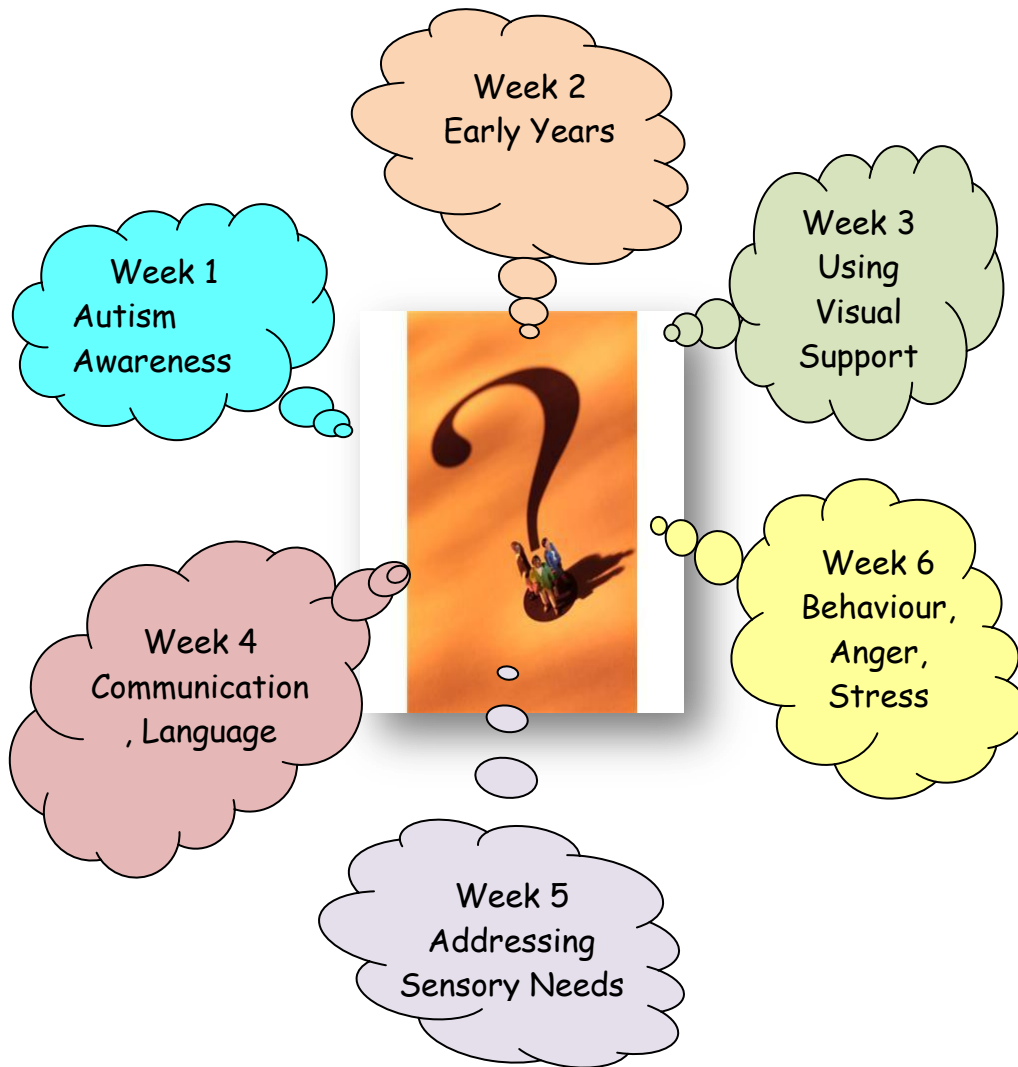 Week 1
Autism
Awareness
Week 2
Early Years
Week 3
Using
Visual
Support
Week 4
Communication
, Language
Week 5
Addressing
Sensory Needs
Week 6
Behaviour,
Anger,
Stress